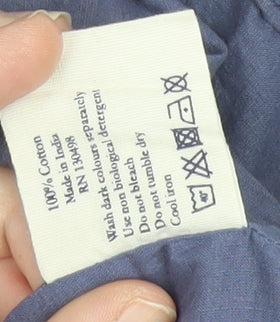 100% Cotton
Made in India
RN 130498
Wash dark colours separately
Use non biological detergent
Do not bleach
Do not tumble dry
Cool iron
40°